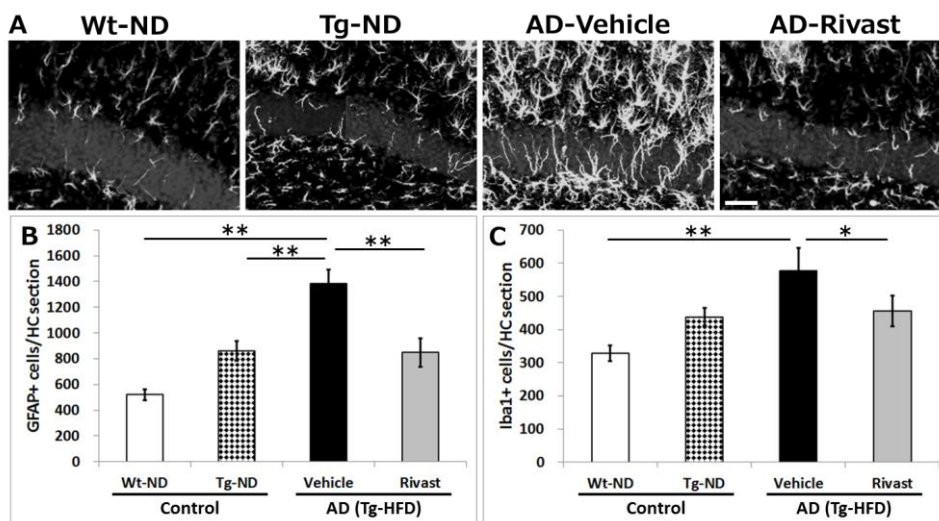 A Wt-ND Tg-ND AD-Vehicle AD-Rivast
B
GFAP+ cells/HC section
1800
1600
1400
1200
1000
800
600
400
200
0
** 
** **
Wt-ND Tg-ND Vehicle Rivast
Control AD (Tg-HFD)
C
Iba1+ cells/HC section
700
600
500
400
300
200
100
0
** *
Wt-ND Tg-ND Vehicle Rivast
Control AD (Tg-HFD)